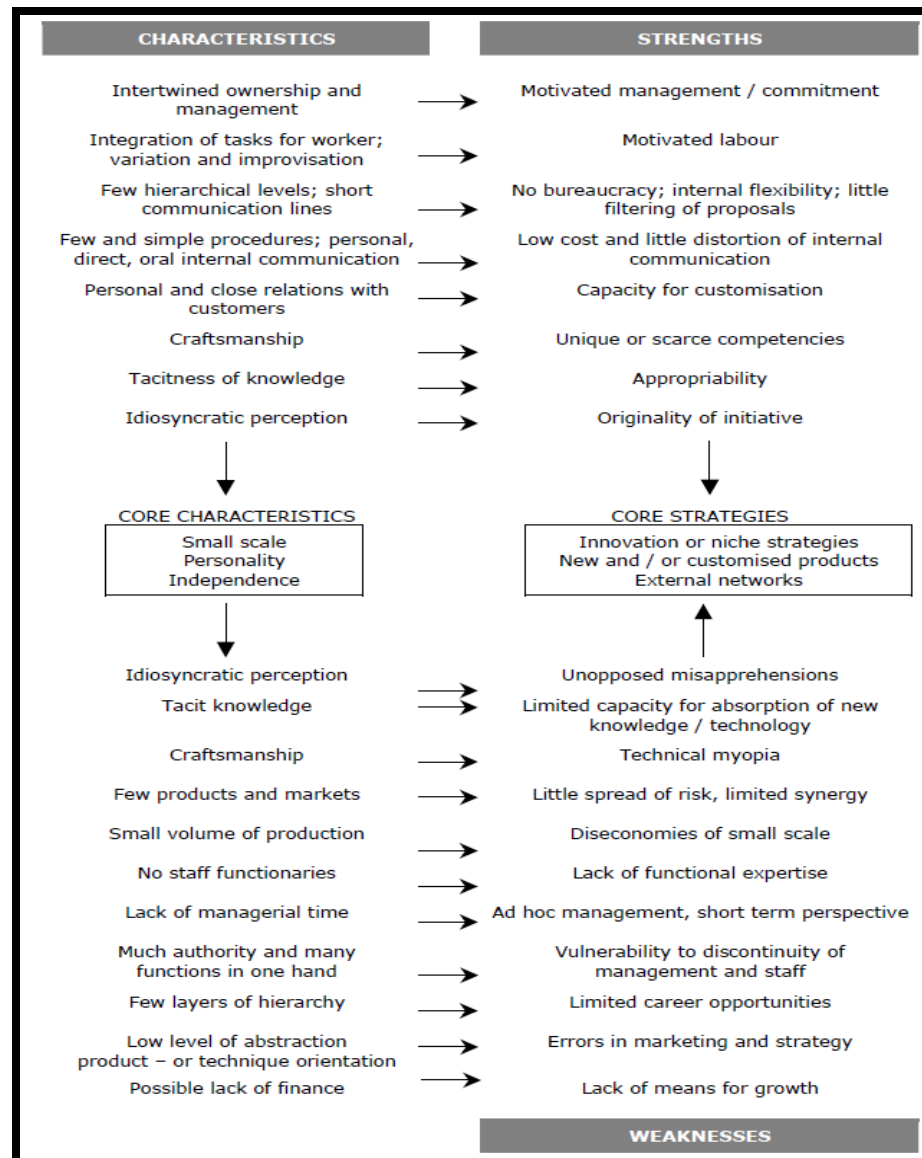 CHARACTERISTICS
STRENGTHS
Intertwined ownership and
management
Motivated management / commitment
Integration of tasks for worker;
variation and improvisation
Motivated labour
Few hierarchical levels; short
communication lines
No bureaucracy; internal flexibility; little
filtering of proposals
Few and simple procedures; personal,
direct, oral internal communication
Low cost and little distortion of internal
communication
Personal and close relations with
customers
Capacity for customisation
Craftsmanship
Unique or scarce competencies
Tacitness of knowledge
Appropriability
Idiosyncratic perception
Originality of initiative
CORE CHARACTERISTICS
Small scale
Personality
Independence
CORE STRATEGIES
Innovation or niche strategies
New and / or customised products
External networks
Idiosyncratic perception
Unopposed misapprehensions
Tacit knowledge
Limited capacity for absorption of new
knowledge / technology
Craftsmanship
Technical myopia
Few products and markets
Little spread of risk, limited synergy
Small volume of production
Diseconomies of small scale
No staff functionaries
Lack of functional expertise
Lack of managerial time
Ad hoc management, short term perspective
Much authority and many
functions in one hand
Vulnerability to discontinuity of
management and staff
Few layers of hierarchy
Limited career opportunities
Low level of abstraction
product – or technique orientation
Errors in marketing and strategy
Possible lack of finance
Lack of means for growth
WEAKNESSES